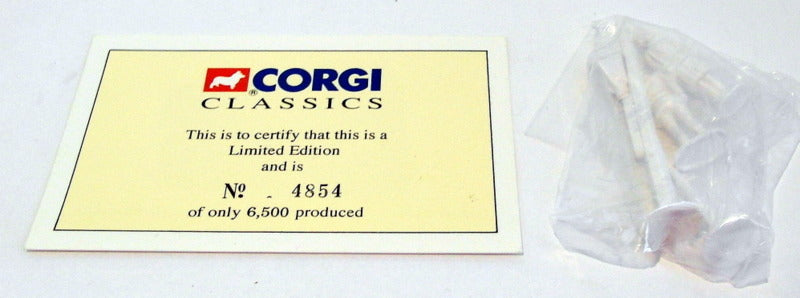 CORGI
®
CLASSICS
This is to certify that this is a
Limited Edition
and is
Nº 4854
of only 6,500 produced